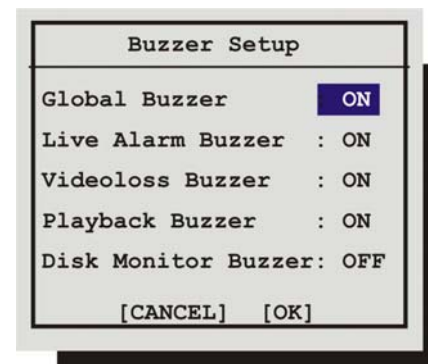 Buzzer Setup
Global Buzzer : ON
Live Alarm Buzzer : ON
Videoloss Buzzer : ON
Playback Buzzer : ON
Disk Monitor Buzzer: OFF
[CANCEL] [OK]